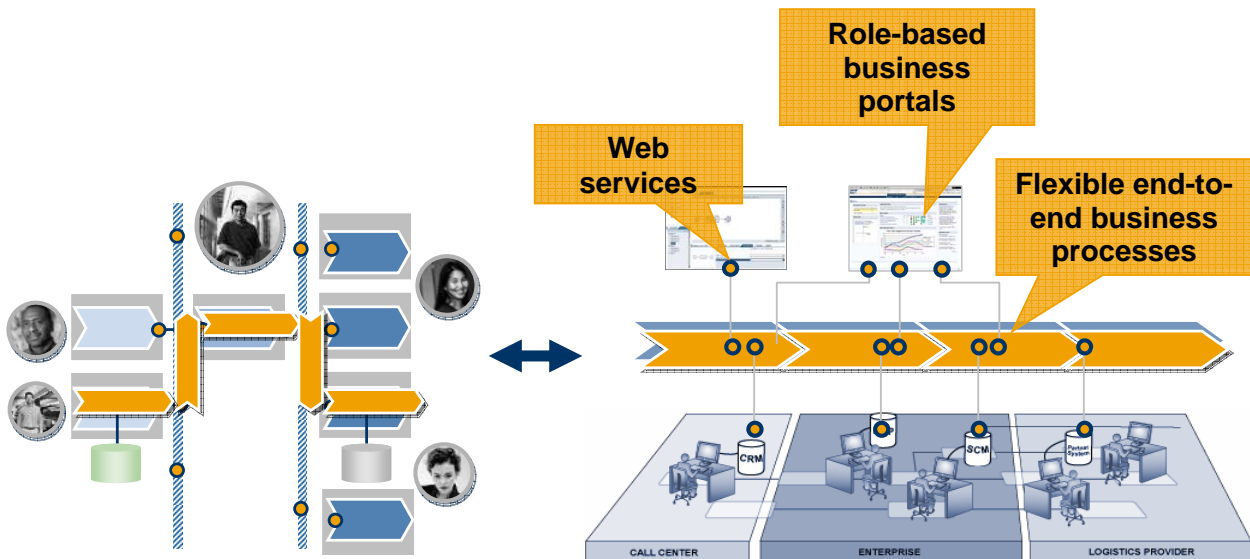 Role-based
business
portals
Web
services
Flexible end-to-
end business
processes
CRM
SCM
Partner
System
CALL CENTER
ENTERPRISE
LOGISTICS PROVIDER